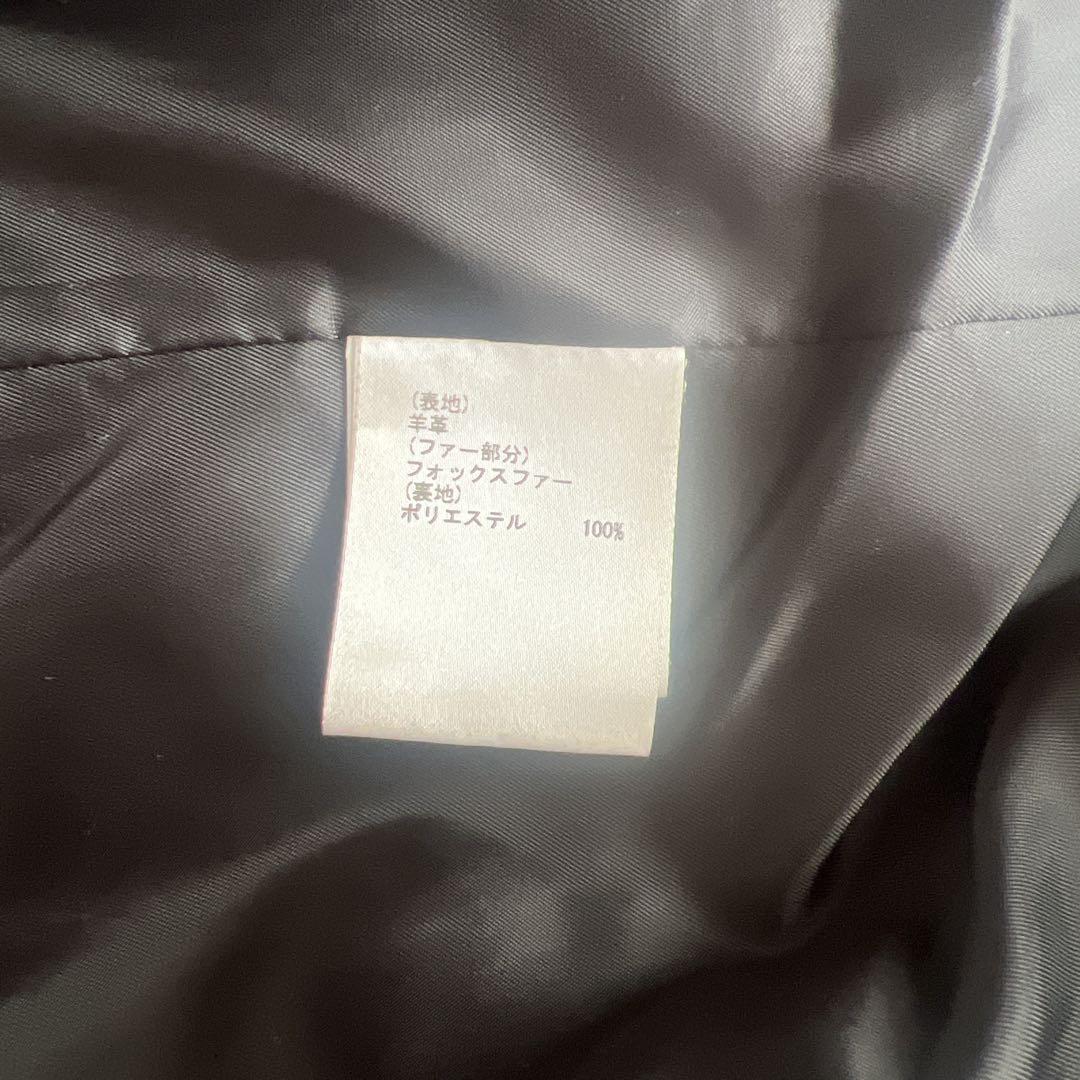 (表地)
羊革
(ファー部分)
フォックスファー
(裏地)
ポリエステル 100%